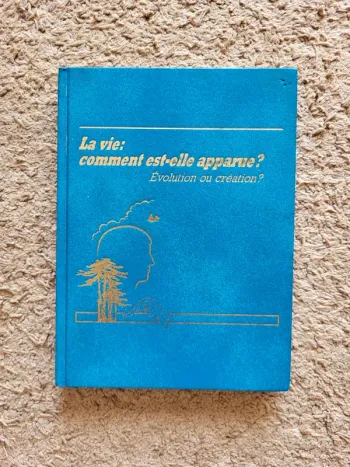 La vie:
comment est-elle apparue?
Évolution ou création?